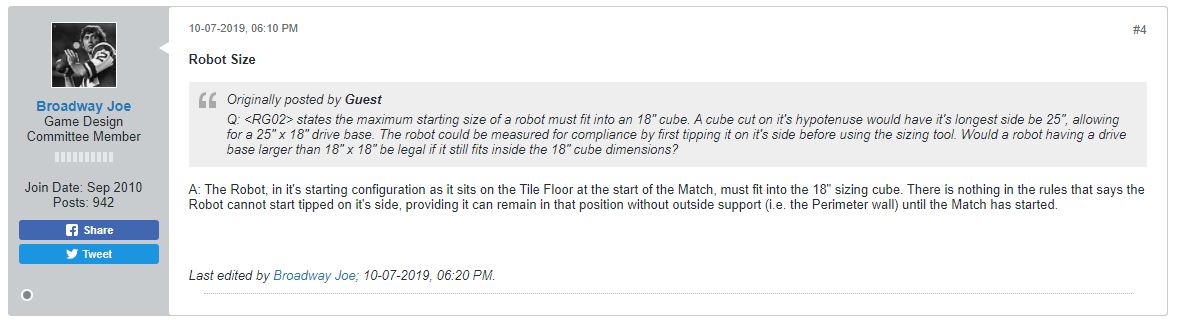 10-07-2019, 06:10 PM
#4
Broadway Joe
Game Design
Committee Member
Join Date: Sep 2010
Posts: 942
Share
Tweet
Robot Size
Originally posted by Guest
Q: <RG02> states the maximum starting size of a robot must fit into an 18" cube. A cube cut on it's hypotenuse would have it's longest side be 25", allowing
for a 25" x 18" drive base. The robot could be measured for compliance by first tipping it on it's side before using the sizing tool. Would a robot having a drive
base larger than 18" x 18" be legal if it still fits inside the 18" cube dimensions?
A: The Robot, in it's starting configuration as it sits on the Tile Floor at the start of the Match, must fit into the 18" sizing cube. There is nothing in the rules that says the
Robot cannot start tipped on it's side, providing it can remain in that position without outside support (i.e. the Perimeter wall) until the Match has started.
Last edited by Broadway Joe; 10-07-2019, 06:20 PM.